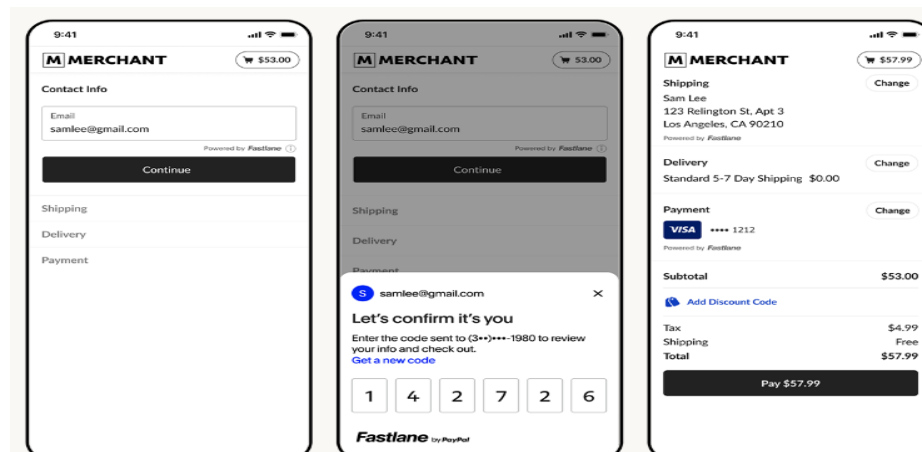 9:41
M MERCHANT
$53.00
Contact Info
Email
samlee@gmail.com
Powered by Fastlane
Continue
Shipping
Delivery
Payment
9:41
M MERCHANT
$53.00
Contact Info
Email
samlee@gmail.com
Powered by Fastlane
Continue
Shipping
Delivery
Payment
S samlee@gmail.com
Let's confirm it's you
Enter the code sent to (3••)•••-1980 to review
your info and check out.
Get a new code
1 4 2 7 2 6
Fastlane by PayPal
9:41
M MERCHANT
$57.99
Shipping Change
Sam Lee
123 Relington St, Apt 3
Los Angeles, CA 90210
Powered by Fastlane
Delivery Change
Standard 5-7 Day Shipping $0.00
Payment Change
VISA •••• 1212
Powered by Fastlane
Subtotal $53.00
Add Discount Code
Tax $4.99
Shipping Free
Total $57.99
Pay $57.99